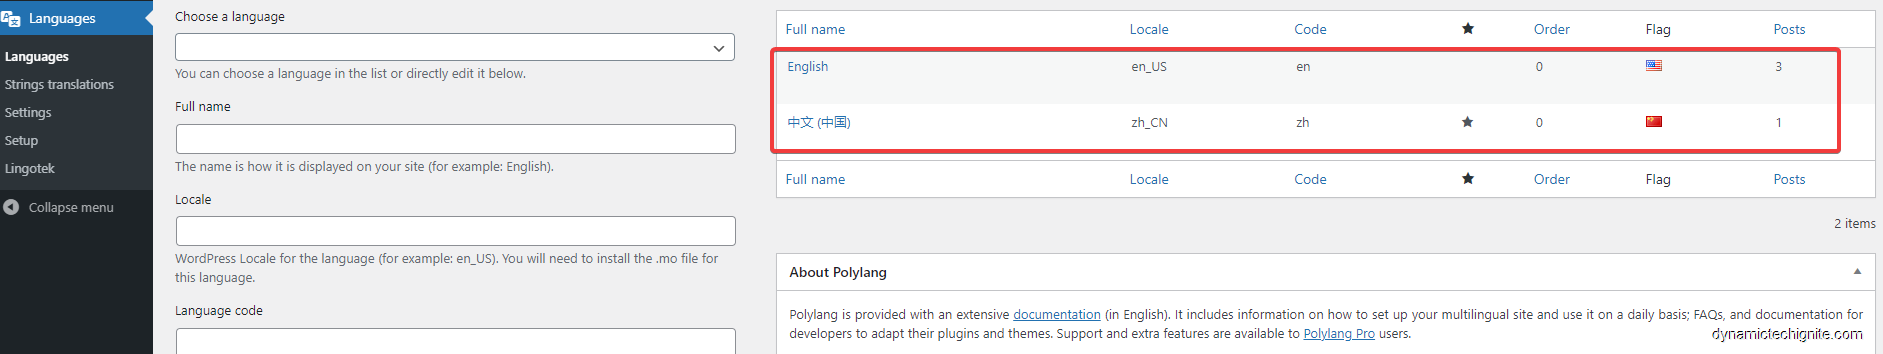 Languages
Languages
Strings translations
Settings
Setup
Lingotek
Collapse menu
Choose a language
You can choose a language in the list or directly edit it below.
Full name
The name is how it is displayed on your site (for example: English).
Locale
WordPress Locale for the language (for example: en_US). You will need to install the .mo file for
this language.
Language code
Full name Locale Code ★ Order Flag Posts
English en_US en 0 3
中文 (中国) zh_CN zh ★ 0 1
Full name Locale Code ★ Order Flag Posts
2 items
About Polylang
Polylang is provided with an extensive documentation (in English). It includes information on how to set up your multilingual site and use it on a daily basis; FAQs, and documentation for
developers to adapt their plugins and themes. Support and extra features are available to Polylang Pro users.
dynamictechignite.com